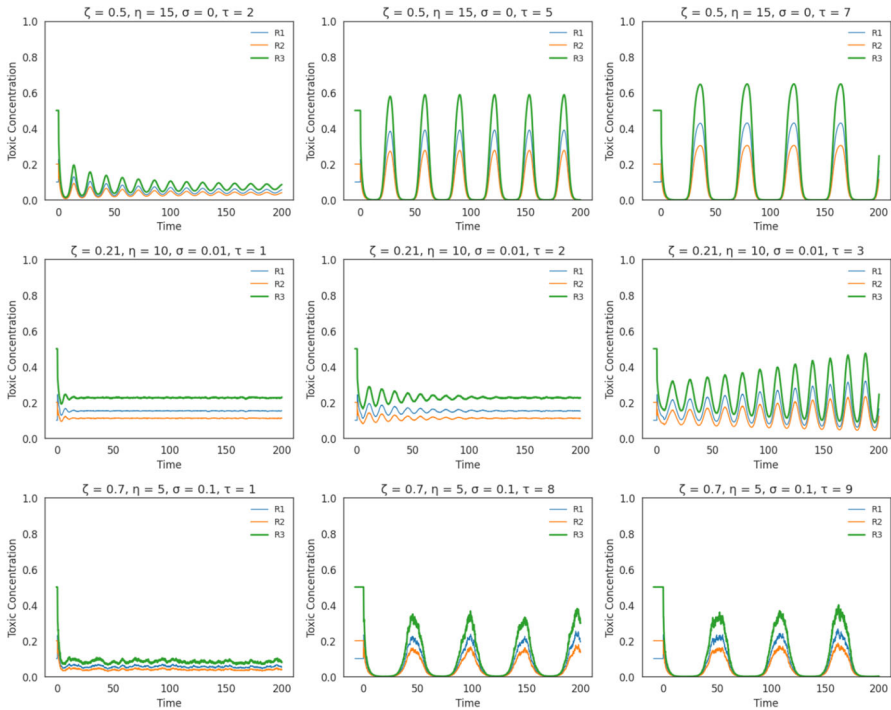 ζ = 0.5, η = 15, σ = 0, τ = 2
Toxic Concentration
1.0
0.8
0.6
0.4
0.2
0.0
R1
R2
R3
0 50 100 150 200
Time
ζ = 0.5, η = 15, σ = 0, τ = 5
Toxic Concentration
1.0
0.8
0.6
0.4
0.2
0.0
R1
R2
R3
0 50 100 150 200
Time
ζ = 0.5, η = 15, σ = 0, τ = 7
Toxic Concentration
1.0
0.8
0.6
0.4
0.2
0.0
R1
R2
R3
0 50 100 150 200
Time
ζ = 0.21, η = 10, σ = 0.01, τ = 1
Toxic Concentration
1.0
0.8
0.6
0.4
0.2
0.0
R1
R2
R3
0 50 100 150 200
Time
ζ = 0.21, η = 10, σ = 0.01, τ = 2
Toxic Concentration
1.0
0.8
0.6
0.4
0.2
0.0
R1
R2
R3
0 50 100 150 200
Time
ζ = 0.21, η = 10, σ = 0.01, τ = 3
Toxic Concentration
1.0
0.8
0.6
0.4
0.2
0.0
R1
R2
R3
0 50 100 150 200
Time
ζ = 0.7, η = 5, σ = 0.1, τ = 1
Toxic Concentration
1.0
0.8
0.6
0.4
0.2
0.0
R1
R2
R3
0 50 100 150 200
Time
ζ = 0.7, η = 5, σ = 0.1, τ = 8
Toxic Concentration
1.0
0.8
0.6
0.4
0.2
0.0
R1
R2
R3
0 50 100 150 200
Time
ζ = 0.7, η = 5, σ = 0.1, τ = 9
Toxic Concentration
1.0
0.8
0.6
0.4
0.2
0.0
R1
R2
R3
0 50 100 150 200
Time